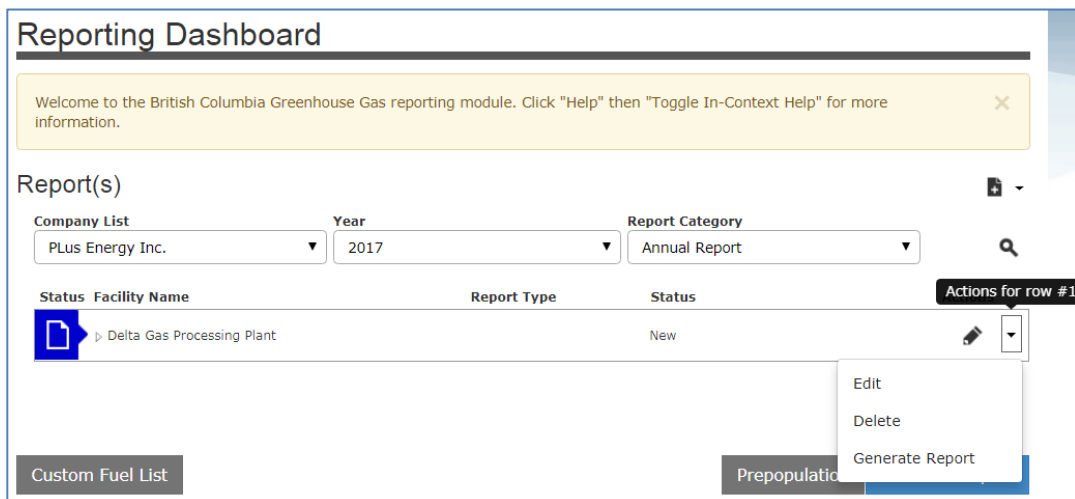 Reporting Dashboard
Welcome to the British Columbia Greenhouse Gas reporting module. Click "Help" then "Toggle In-Context Help" for more
information.
Report(s)
Company List Year Report Category
PLus Energy Inc. 2017 Annual Report
Actions for row #1
Status Facility Name Report Type Status
Delta Gas Processing Plant New
Edit
Delete
Generate Report
Custom Fuel List